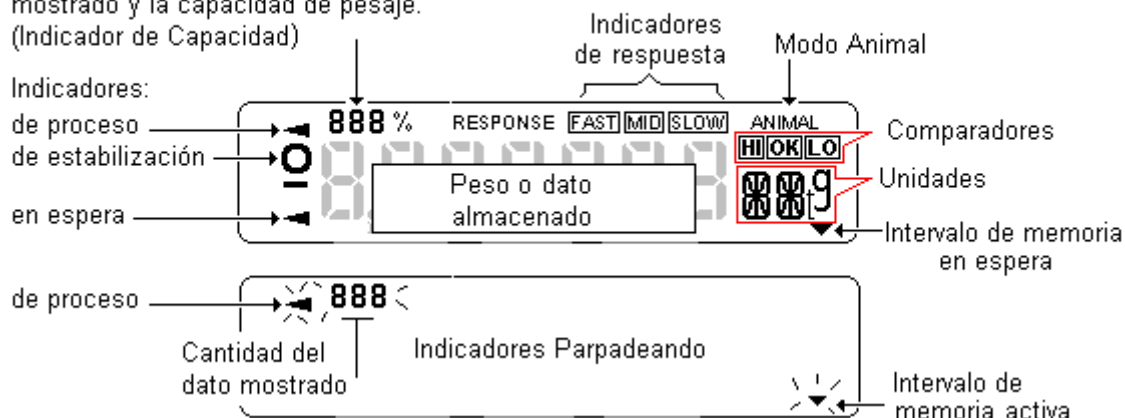 mostrado y la capacidad de pesaje.
(Indicador de Capacidad)
Indicadores
de respuesta
Modo Animal
Indicadores:
de proceso
de estabilización
en espera
888 %
RESPONSE FAST MID SLOW
ANIMAL
HI OK LO
Comparadores
Peso o dato
almacenado
g
Unidades
Intervalo de memoria
en espera
de proceso
888
Cantidad del
dato mostrado
Indicadores Parpadeando
Intervalo de
memoria activa